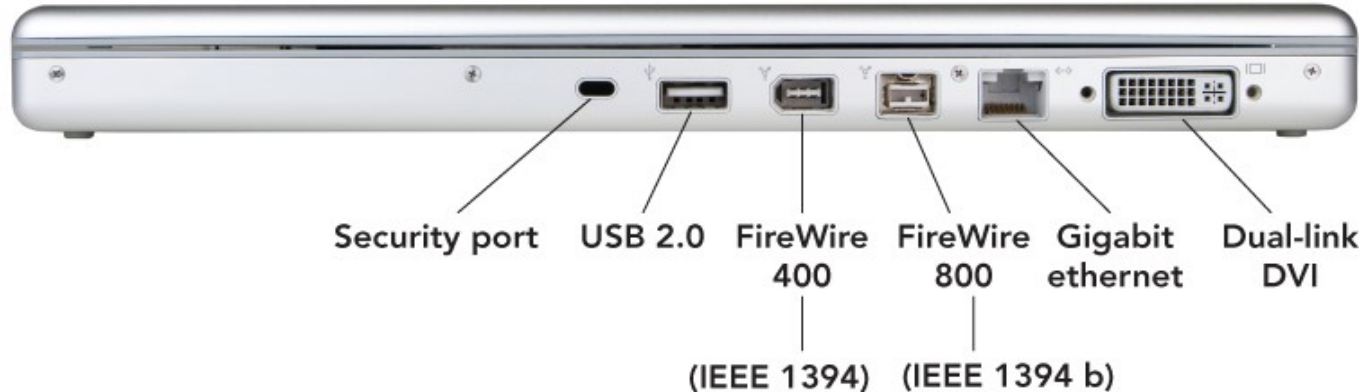 Security port
USB 2.0
FireWire
400
FireWire
800
Gigabit
ethernet
Dual-link
DVI
(IEEE 1394)
(IEEE 1394 b)